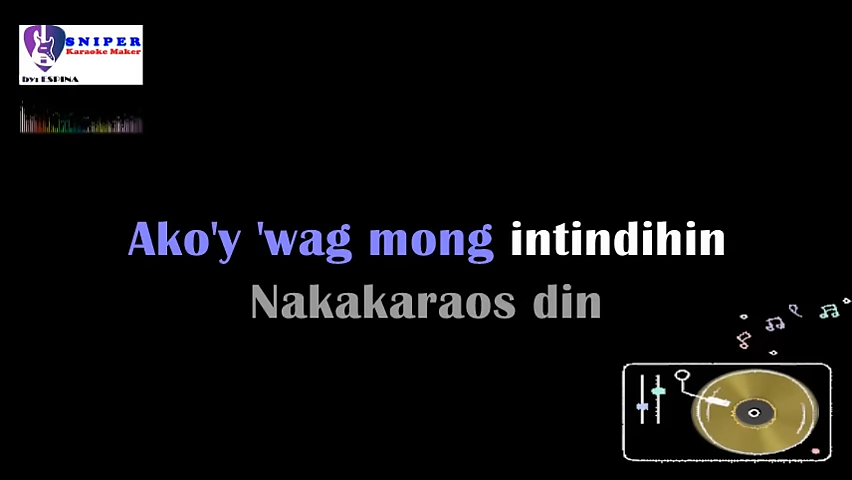 SNIPER
Karaoke Maker
by: ESPINA
Ako'y 'wag mong intindihin
Nakakaraos din